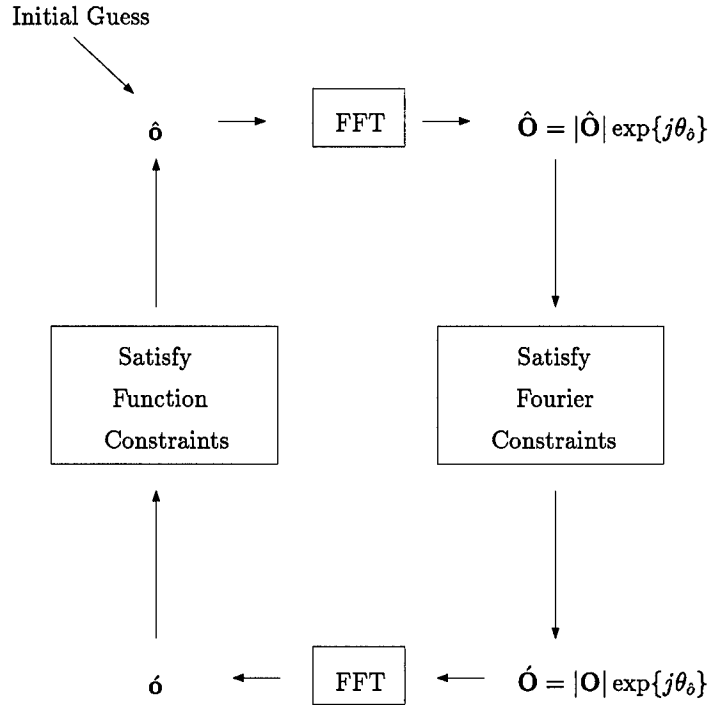 Initial Guess
ô
FFT
Ô = |Ô| exp{jθ_ô}
Satisfy
Function
Constraints
Satisfy
Fourier
Constraints
ó
FFT
Ó = |O| exp{jθ_ô}